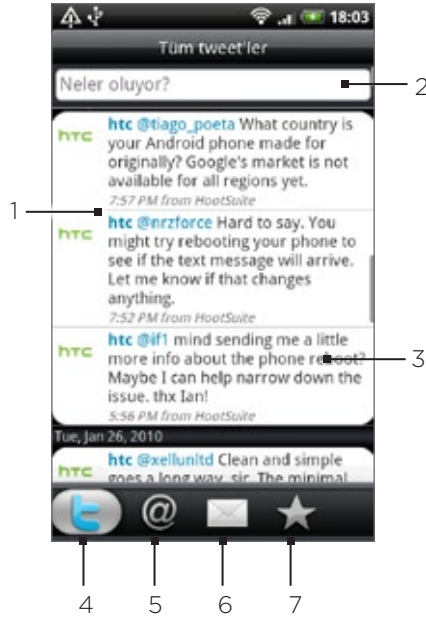 18:03
Tüm tweet'ler
Neler oluyor?
2
htc @tiago_poeta What country is
your Android phone made for
originally? Google's market is not
available for all regions yet.
7:57 PM from HootSuite
htc
1
htc @nrzforce Hard to say. You
might try rebooting your phone to
see if the text message will arrive.
Let me know if that changes
anything.
7:52 PM from HootSuite
htc
htc @if1 mind sending me a little
more info about the phone reboot?
Maybe I can help narrow down the
issue. thx Ian!
5:56 PM from HootSuite
htc
3
Tue, Jan 26, 2010
htc @xellunltd Clean and simple
goes a long way, sir. The minimal
htc
t @
4 5 6 7